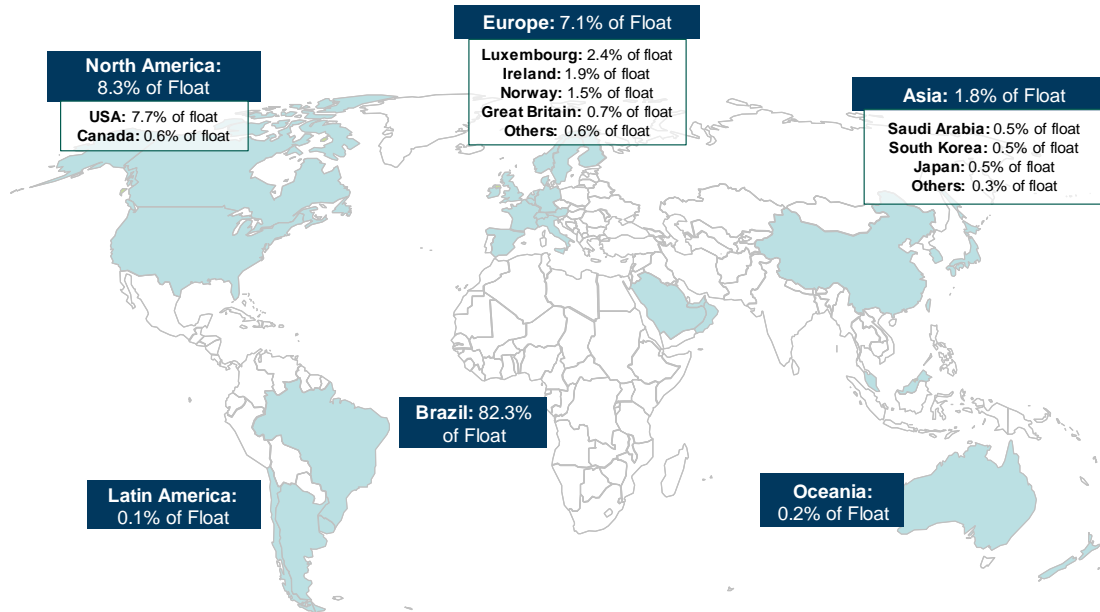 Europe: 7.1% of Float
Luxembourg: 2.4% of float
Ireland: 1.9% of float
Norway: 1.5% of float
Great Britain: 0.7% of float
Others: 0.6% of float
North America:
8.3% of Float
USA: 7.7% of float
Canada: 0.6% of float
Asia: 1.8% of Float
Saudi Arabia: 0.5% of float
South Korea: 0.5% of float
Japan: 0.5% of float
Others: 0.3% of float
Brazil: 82.3%
of Float
Latin America:
0.1% of Float
Oceania:
0.2% of Float